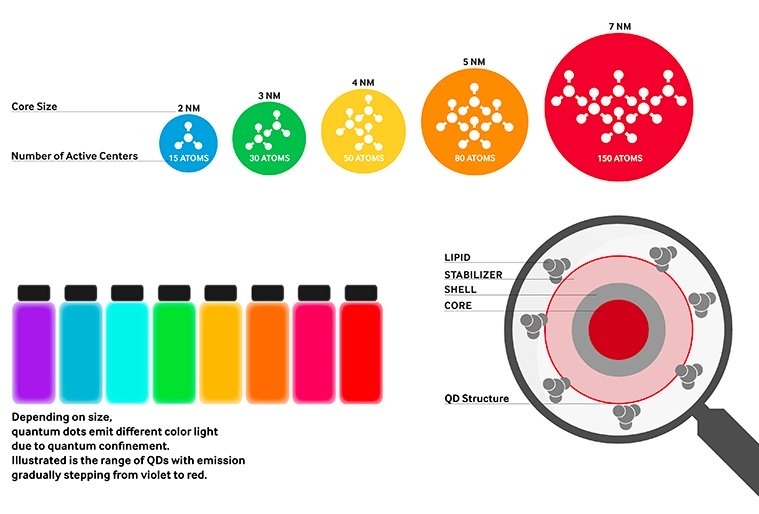 7 NM
5 NM
4 NM
3 NM
2 NM
Core Size
Number of Active Centers
15 ATOMS
30 ATOMS
50 ATOMS
80 ATOMS
150 ATOMS
LIPID
STABILIZER
SHELL
CORE
QD Structure
Depending on size,
quantum dots emit different color light
due to quantum confinement.
Illustrated is the range of QDs with emission
gradually stepping from violet to red.